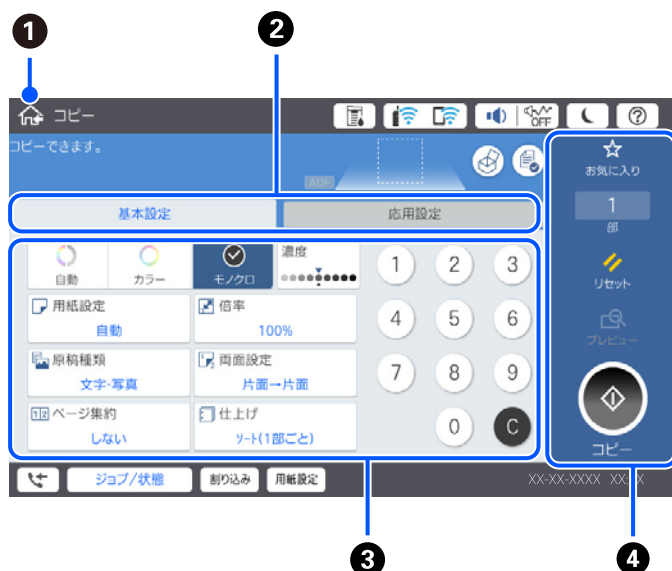 1
2
コピー
OFF
コピーできます。
ADF
お気に入り
基本設定
応用設定
1
部
自動
カラー
モノクロ
濃度
1
2
3
リセット
用紙設定
自動
倍率
100%
4
5
6
プレビュー
原稿種類
文字・写真
両面設定
片面→片面
7
8
9
1 2 ページ集約
しない
仕上げ
ソート(1部ごと)
0
C
コピー
ジョブ/状態
割り込み
用紙設定
XX-XX-XXXX XX:XX
3
4